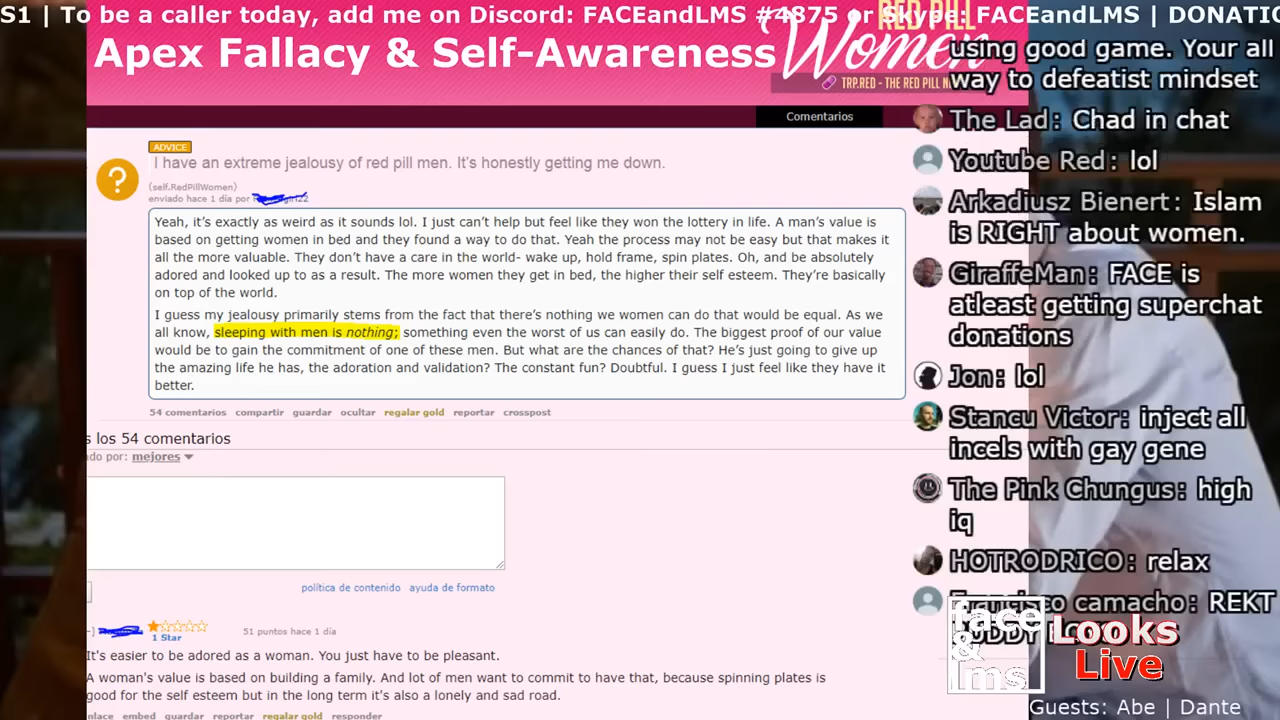 S1 | To be a caller today, add me on Discord: FACEandLMS #4875 or Skype: FACEandLMS | DONATIO
Apex Fallacy & Self-Awareness
RED PILL
Women
TRP.RED - THE RED PILL
Comentarios
ADVICE
I have an extreme jealousy of red pill men. It's honestly getting me down.
(self.RedPillWomen)
enviado hace 1 día por
Yeah, it's exactly as weird as it sounds lol. I just can't help but feel like they won the lottery in life. A man's value is
based on getting women in bed and they found a way to do that. Yeah the process may not be easy but that makes it
all the more valuable. They don't have a care in the world- wake up, hold frame, spin plates. Oh, and be absolutely
adored and looked up to as a result. The more women they get in bed, the higher their self esteem. They're basically
on top of the world.
I guess my jealousy primarily stems from the fact that there's nothing we women can do that would be equal. As we
all know, sleeping with men is nothing; something even the worst of us can easily do. The biggest proof of our value
would be to gain the commitment of one of these men. But what are the chances of that? He's just going to give up
the amazing life he has, the adoration and validation? The constant fun? Doubtful. I guess I just feel like they have it
better.
54 comentarios compartir guardar ocultar regalar gold reportar crosspost
s los 54 comentarios
do por: mejores
política de contenido ayuda de formato
1 Star
51 puntos hace 1 día
It's easier to be adored as a woman. You just have to be pleasant.
A woman's value is based on building a family. And lot of men want to commit to have that, because spinning plates is
good for the self esteem but in the long term it's also a lonely and sad road.
nlace embed guardar reportar regalar gold responder
using good game. Your all
way to defeatist mindset
The Lad: Chad in chat
Youtube Red: lol
Arkadiusz Bienert: Islam
is RIGHT about women.
GiraffeMan: FACE is
atleast getting superchat
donations
Jon: lol
Stancu Victor: inject all
incels with gay gene
The Pink Chungus: high
iq
HOTRODRICO: relax
Francisco camacho: REKT
face
&
lms
Looks
Live
Guests: Abe | Dante